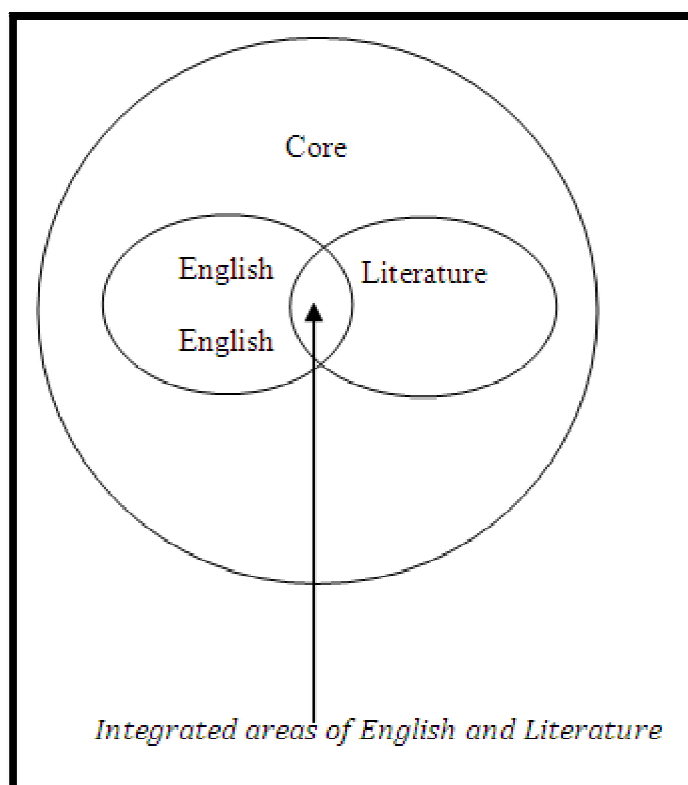 Core
English
Literature
English
Integrated areas of English and Literature